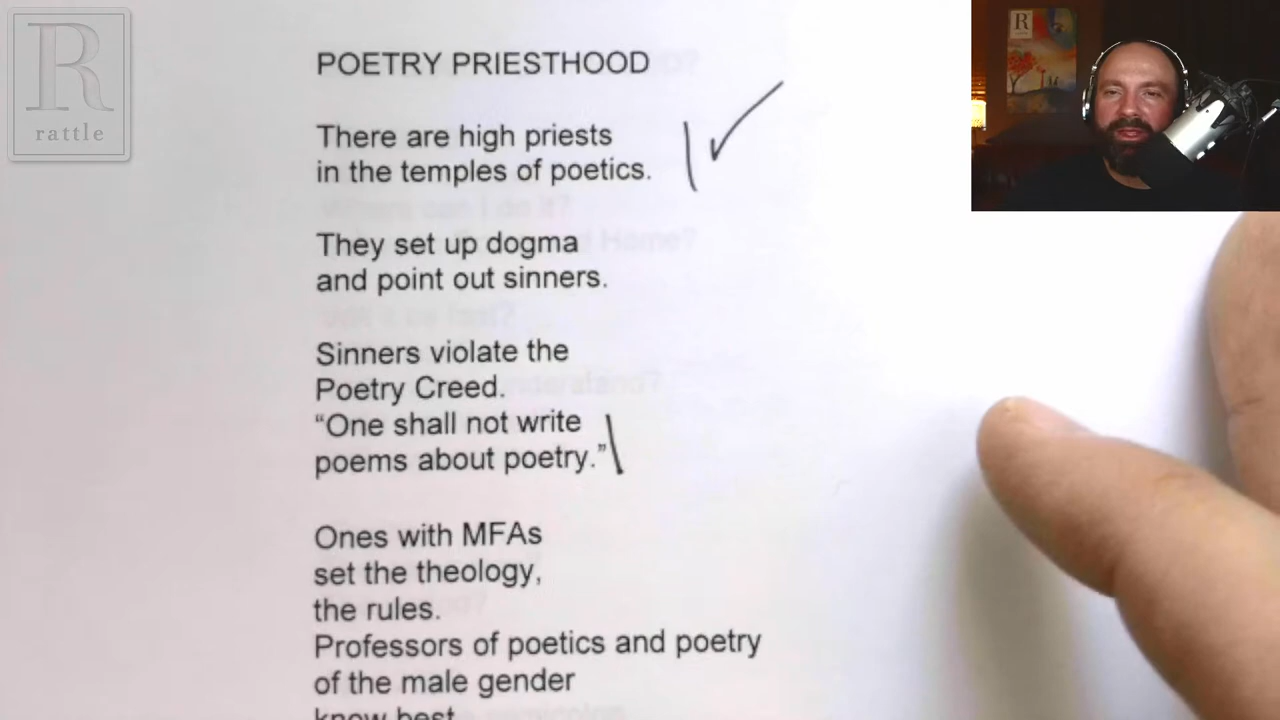 R
rattle
R
POETRY PRIESTHOOD
There are high priests
in the temples of poetics.
They set up dogma
and point out sinners.
Sinners violate the
Poetry Creed.
“One shall not write
poems about poetry.”
Ones with MFAs
set the theology,
the rules.
Professors of poetics and poetry
of the male gender
know best